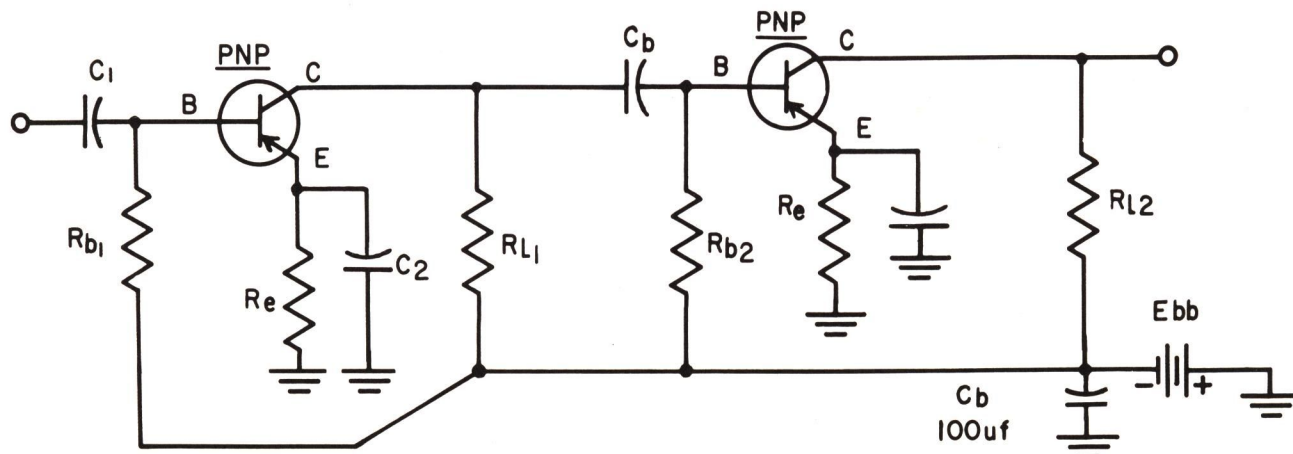 PNP
C
Cb
PNP
C
C1
B
B
E
E
Rb1
Re
C2
RL1
Rb2
Re
Rl2
Ebb
- +
Cb
100uf